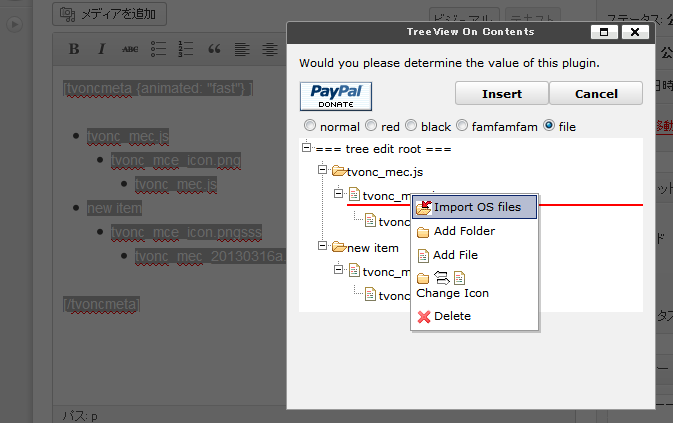 メディアを追加
ビジュアル
テキスト
ステータス: 公
B I ABC
[tvoncmeta {animated: "fast"} ]
tvonc_mec.js
tvonc_mce_icon.png
tvonc_mec.js
new item
tvonc_mce_icon.pngsss
tvonc_mec_20130316a
[/tvoncmeta]
パス: p
TreeView On Contents
Would you please determine the value of this plugin.
PayPal
DONATE
Insert
Cancel
normal red black famfamfam file
=== tree edit root ===
tvonc_mec.js
tvonc_m
tvonc
new item
tvonc_m
tvonc
Import OS files
Add Folder
Add File
Change Icon
Delete
公
日時
移動
ット
ド
タス
ー